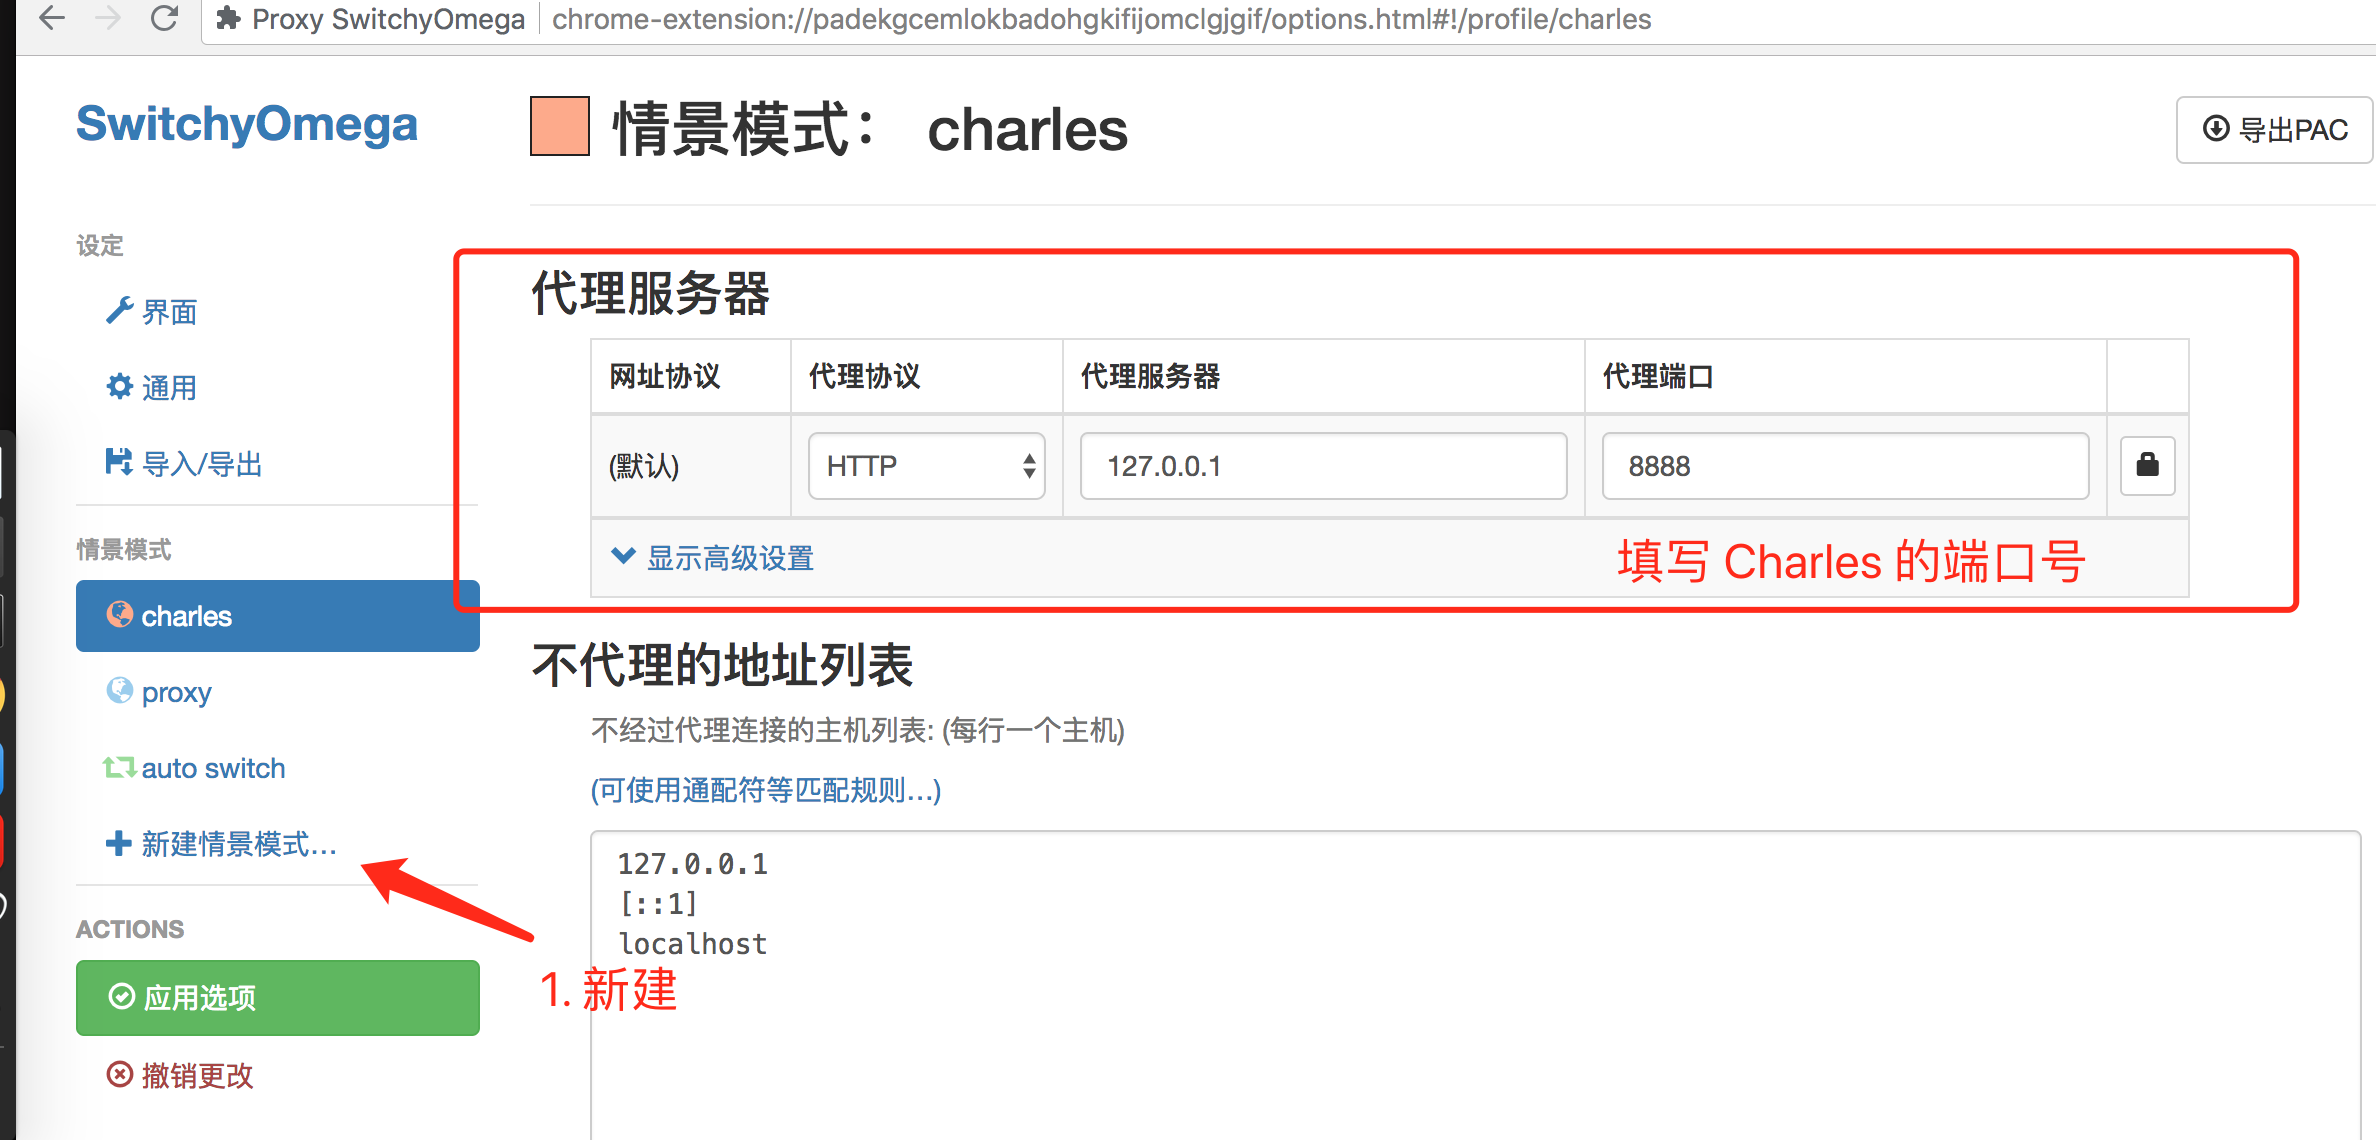 Proxy SwitchyOmega chrome-extension://padekgcemlokbadohgkifijomclgjgif/options.html#!/profile/charles
SwitchyOmega
设定
界面
通用
导入/导出
情景模式
charles
proxy
auto switch
新建情景模式...
ACTIONS
应用选项
撤销更改
情景模式： charles
导出PAC
代理服务器
网址协议 代理协议 代理服务器 代理端口
(默认) HTTP 127.0.0.1 8888
显示高级设置
填写 Charles 的端口号
不代理的地址列表
不经过代理连接的主机列表: (每行一个主机)
(可使用通配符等匹配规则...)
127.0.0.1
[::1]
localhost
1. 新建